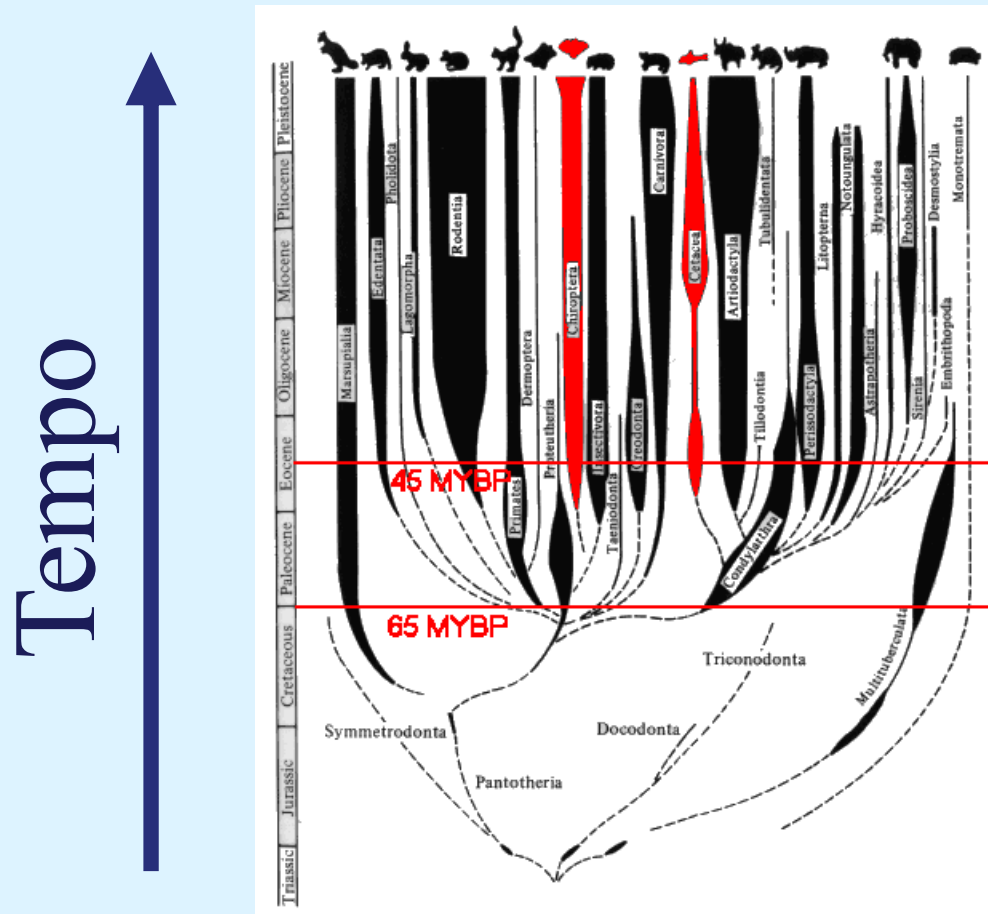 Tempo
Pleistocene
Pliocene
Miocene
Oligocene
Eocene
Paleocene
Cretaceous
Jurassic
Triassic
Marsupialia
Edentata
Pholidota
Lagomorpha
Rodentia
Primates
Dermoptera
Proteutheria
Chiroptera
Insectivora
Taeniodonta
Creodonta
Carnivora
Cetacea
Artiodactyla
Tillodontia
Condylarthra
Tubulidentata
Perissodactyla
Litopterna
Notoungulata
Astrapotheria
Hyracoidea
Proboscidea
Sirenia
Desmostylia
Embrithopoda
Monotremata
45 MYBP
65 MYBP
Triconodonta
Multituberculata
Symmetrodonta
Docodonta
Pantotheria